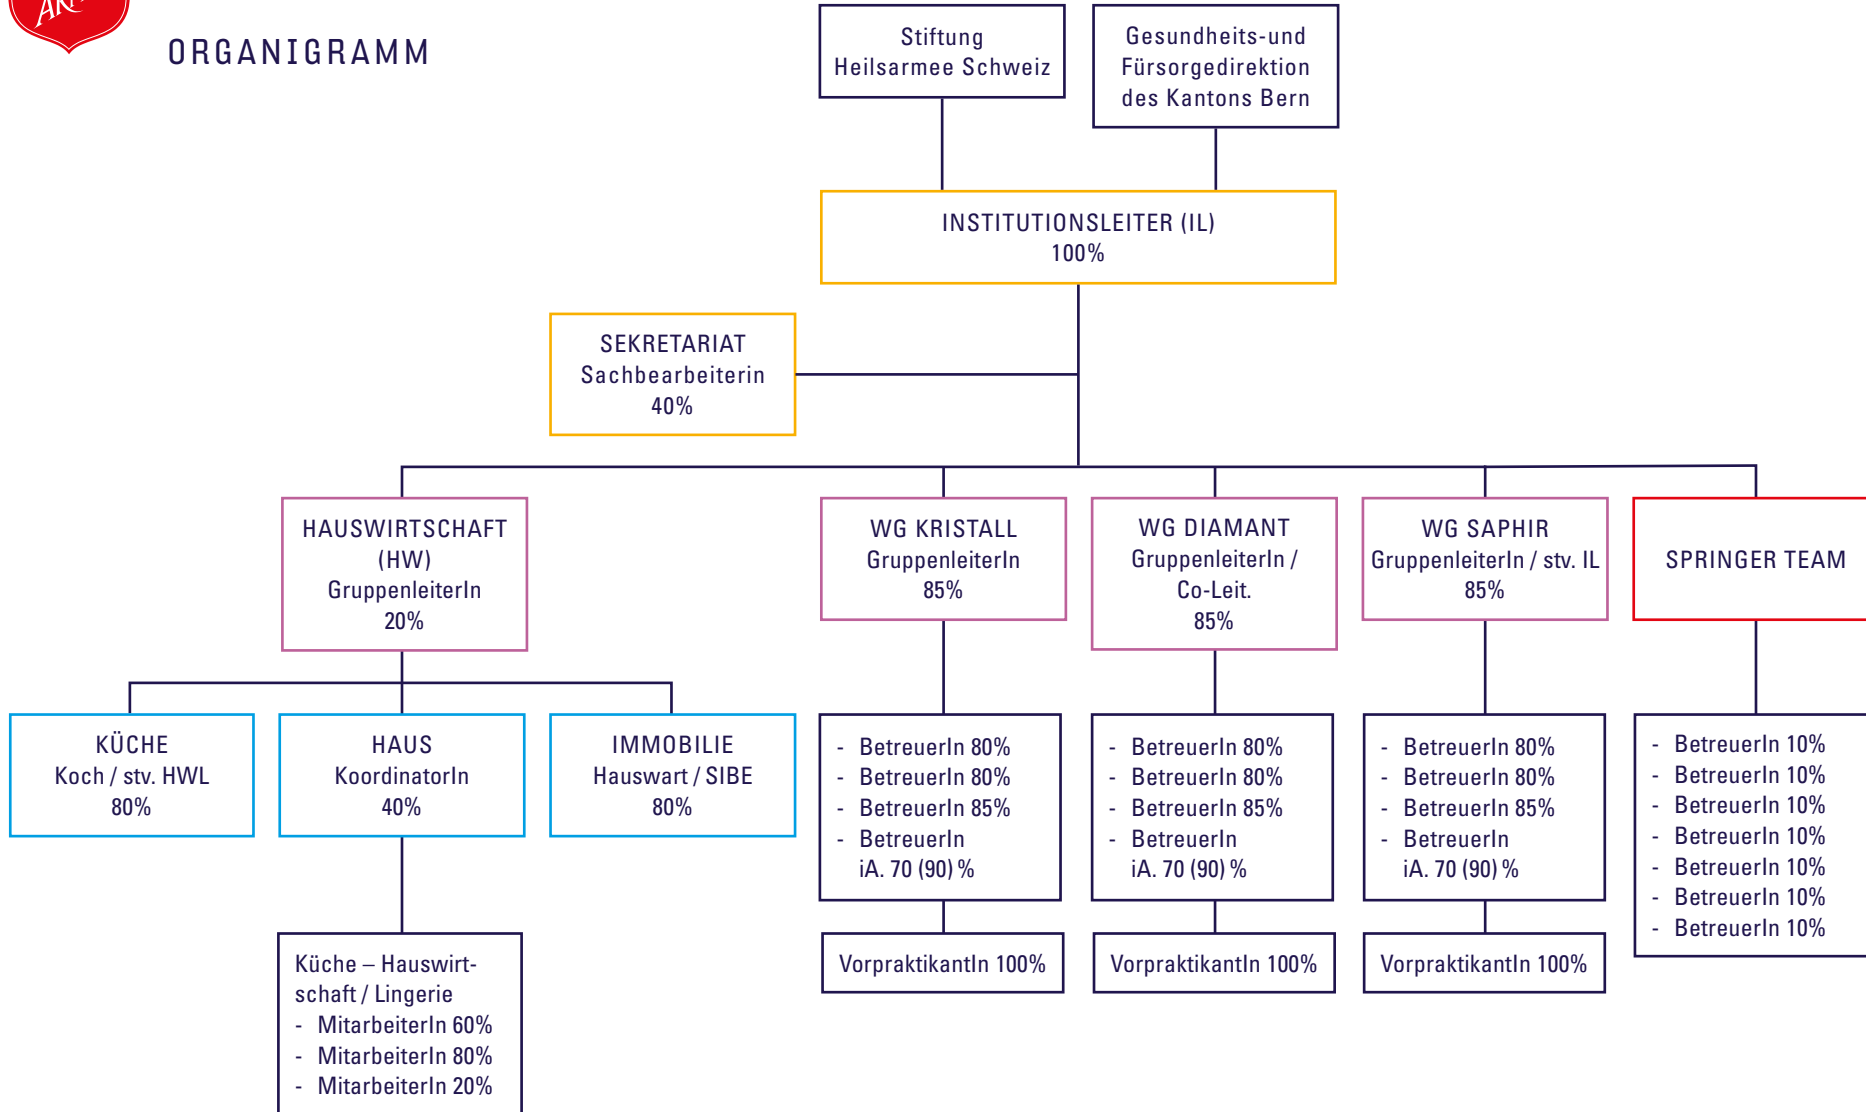 ORGANIGRAMM
Stiftung
Heilsarmee Schweiz
Gesundheits-und
Fürsorgedirektion
des Kantons Bern
INSTITUTIONSLEITER (IL)
100%
SEKRETARIAT
Sachbearbeiterin
40%
HAUSWIRTSCHAFT
(HW)
GruppenleiterIn
20%
WG KRISTALL
GruppenleiterIn
85%
WG DIAMANT
GruppenleiterIn /
Co-Leit.
85%
WG SAPHIR
GruppenleiterIn / stv. IL
85%
SPRINGER TEAM
KÜCHE
Koch / stv. HWL
80%
HAUS
KoordinatorIn
40%
IMMOBILIE
Hauswart / SIBE
80%
- BetreuerIn 80%
- BetreuerIn 80%
- BetreuerIn 85%
- BetreuerIn
iA. 70 (90) %
- BetreuerIn 80%
- BetreuerIn 80%
- BetreuerIn 85%
- BetreuerIn
iA. 70 (90) %
- BetreuerIn 80%
- BetreuerIn 80%
- BetreuerIn 85%
- BetreuerIn
iA. 70 (90) %
- BetreuerIn 10%
- BetreuerIn 10%
- BetreuerIn 10%
- BetreuerIn 10%
- BetreuerIn 10%
- BetreuerIn 10%
- BetreuerIn 10%
Küche – Hauswirt-
schaft / Lingerie
- MitarbeiterIn 60%
- MitarbeiterIn 80%
- MitarbeiterIn 20%
VorpraktikantIn 100%
VorpraktikantIn 100%
VorpraktikantIn 100%